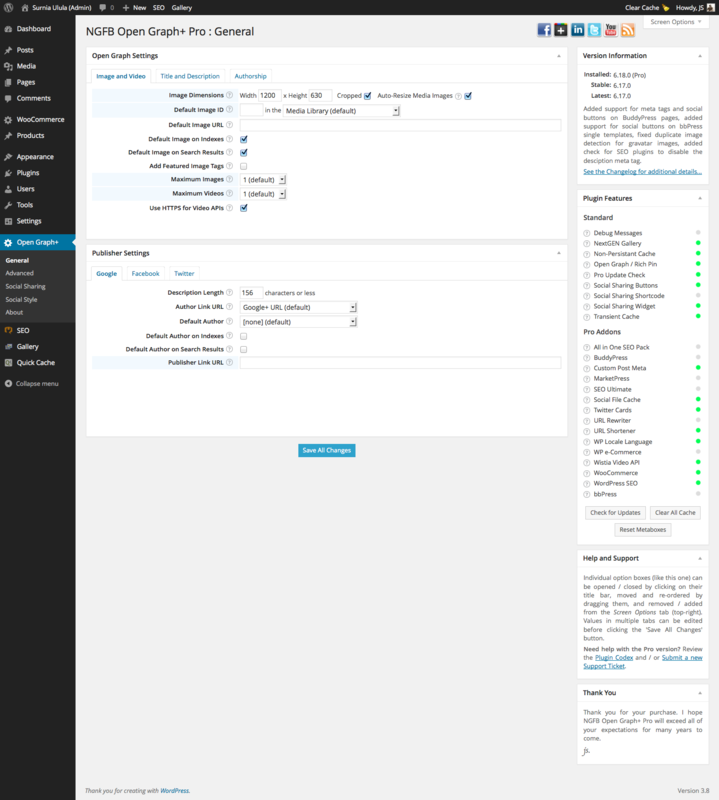 Surnia Ulula (Admin) 0 New SEO Gallery Clear Cache Howdy, JS
Screen Options
Dashboard
Posts
Media
Pages
Comments
WooCommerce
Products
Appearance
Plugins
Users
Tools
Settings
Open Graph+
General
Advanced
Social Sharing
Social Style
About
SEO
Gallery
Quick Cache
Collapse menu
NGFB Open Graph+ Pro : General
Open Graph Settings
Image and Video Title and Description Authorship
Image Dimensions ? Width 1200 x Height 630 Cropped Auto-Resize Media Images ?
Default Image ID ? in the Media Library (default)
Default Image URL ?
Default Image on Indexes ?
Default Image on Search Results ?
Add Featured Image Tags ?
Maximum Images ? 1 (default)
Maximum Videos ? 1 (default)
Use HTTPS for Video APIs ?
Publisher Settings
Google Facebook Twitter
Description Length ? 156 characters or less
Author Link URL ? Google+ URL (default)
Default Author ? [none] (default)
Default Author on Indexes ?
Default Author on Search Results ?
Publisher Link URL ?
Save All Changes
Version Information
Installed: 6.18.0 (Pro)
Stable: 6.17.0
Latest: 6.17.0
Added support for meta tags and social
buttons on BuddyPress pages, added
support for social buttons on bbPress
single templates, fixed duplicate image
detection for gravatar images, added
check for SEO plugins to disable the
desciption meta tag.
See the Changelog for additional details...
Plugin Features
Standard
? Debug Messages
? NextGEN Gallery
? Non-Persistant Cache
? Open Graph / Rich Pin
? Pro Update Check
? Social Sharing Buttons
? Social Sharing Shortcode
? Social Sharing Widget
? Transient Cache
Pro Addons
? All in One SEO Pack
? BuddyPress
? Custom Post Meta
? MarketPress
? SEO Ultimate
? Social File Cache
? Twitter Cards
? URL Rewriter
? URL Shortener
? WP Locale Language
? WP e-Commerce
? Wistia Video API
? WooCommerce
? WordPress SEO
? bbPress
Check for Updates Clear All Cache
Reset Metaboxes
Help and Support
Individual option boxes (like this one) can
be opened / closed by clicking on their
title bar, moved and re-ordered by
dragging them, and removed / added
from the Screen Options tab (top-right).
Values in multiple tabs can be edited
before clicking the 'Save All Changes'
button.
Need help with the Pro version? Review
the Plugin Codex and / or Submit a new
Support Ticket.
Thank You
Thank you for your purchase. I hope
NGFB Open Graph+ Pro will exceed all of
your expectations for many years to
come.
js.
Thank you for creating with WordPress. Version 3.8